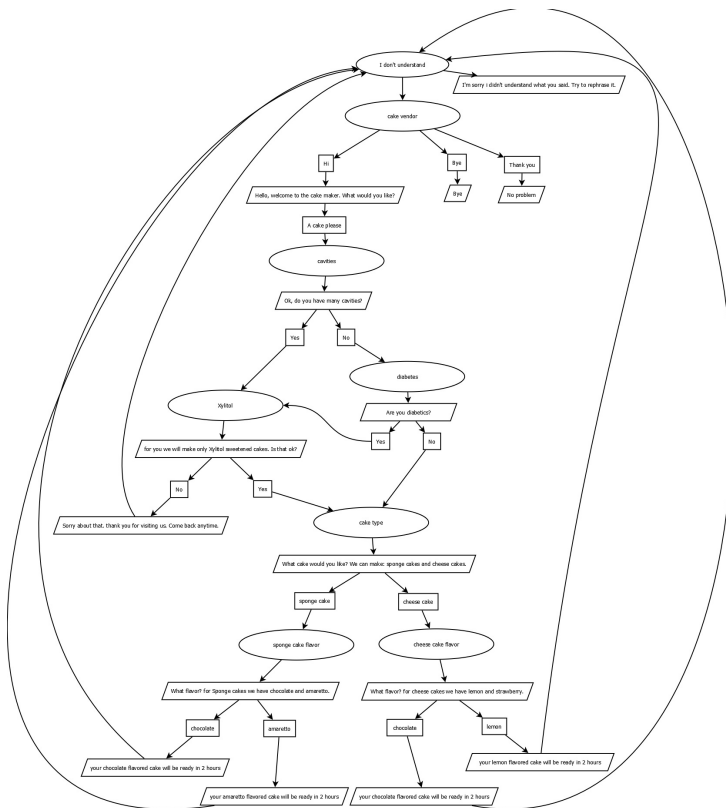 I don't understand
I'm sorry i didn't understand what you said. Try to rephrase it.
cake vendor
Hi
Bye
Thank you
Hello, welcome to the cake maker. What would you like?
Bye
No problem
A cake please
cavities
Ok, do you have many cavities?
Yes
No
diabetes
Xylitol
Are you diabetics?
Yes
No
for you we will make only Xylitol sweetened cakes. Is that ok?
No
Yes
Sorry about that. thank you for visiting us. Come back anytime.
cake type
What cake would you like? We can make: sponge cakes and cheese cakes.
sponge cake
cheese cake
sponge cake flavor
cheese cake flavor
What flavor? for Sponge cakes we have chocolate and amaretto.
What flavor? for cheese cakes we have lemon and strawberry.
chocolate
amaretto
chocolate
lemon
your chocolate flavored cake will be ready in 2 hours
your lemon flavored cake will be ready in 2 hours
your amaretto flavored cake will be ready in 2 hours
your chocolate flavored cake will be ready in 2 hours